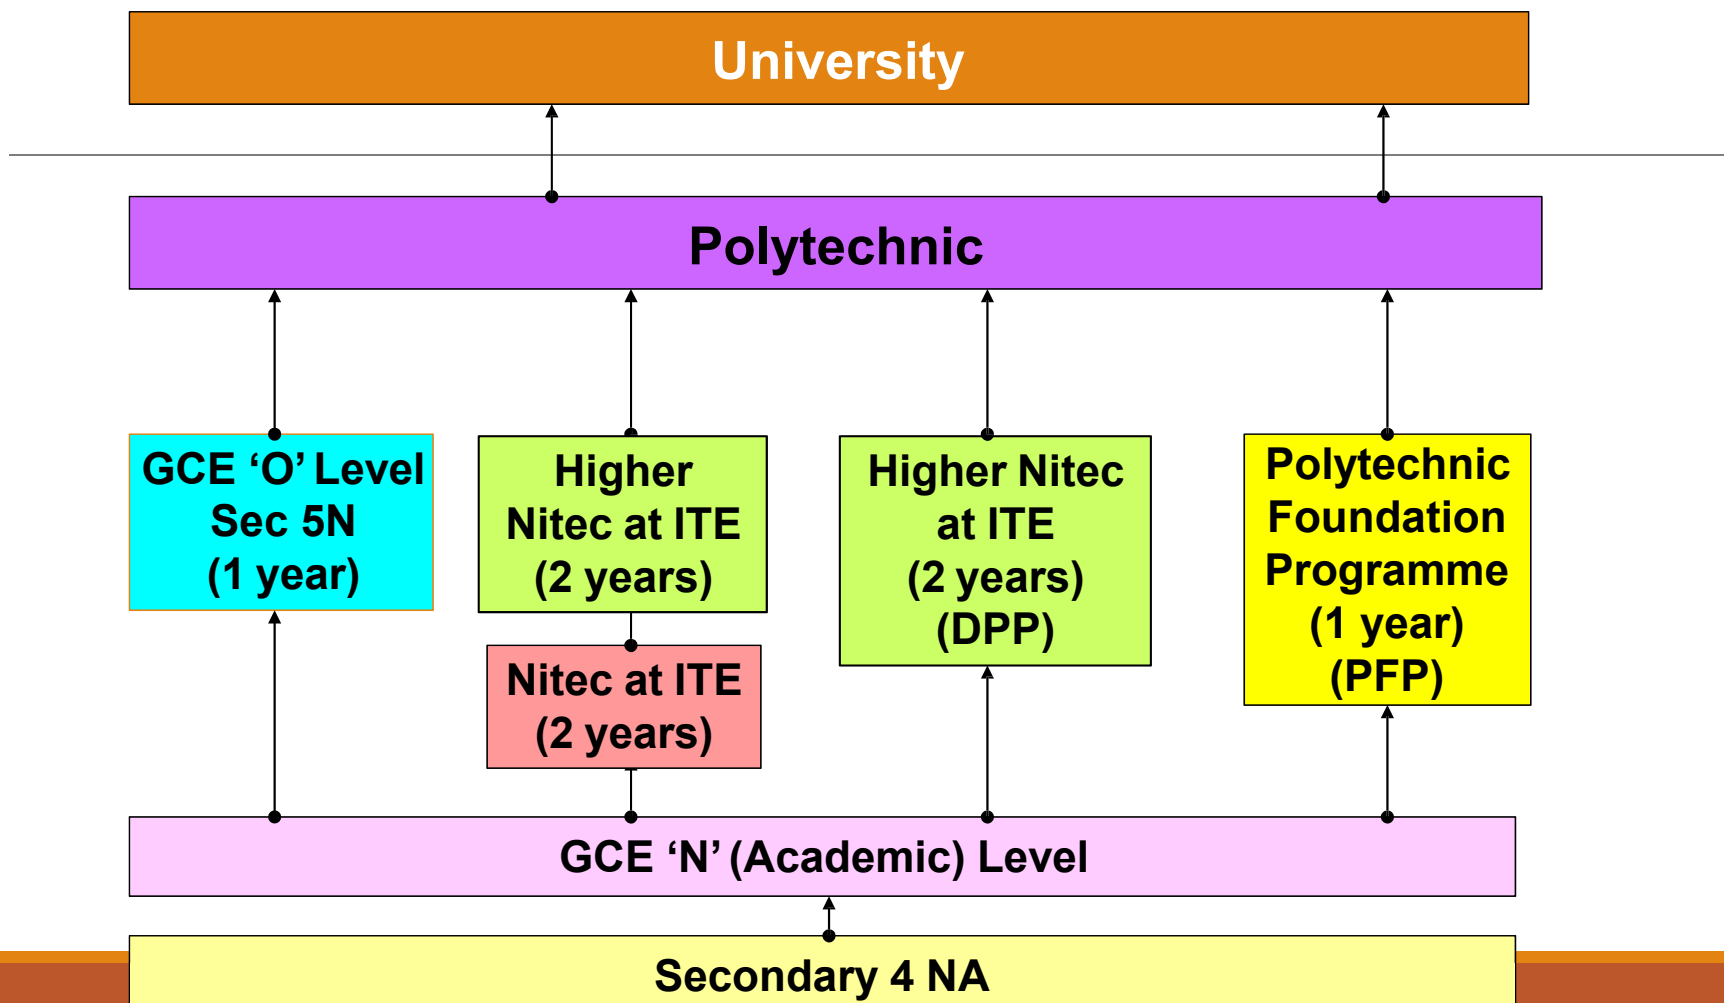 University
Polytechnic
GCE ‘O’ Level
Sec 5N
(1 year)
Higher
Nitec at ITE
(2 years)
Nitec at ITE
(2 years)
Higher Nitec
at ITE
(2 years)
(DPP)
Polytechnic
Foundation
Programme
(1 year)
(PFP)
GCE ‘N’ (Academic) Level
Secondary 4 NA